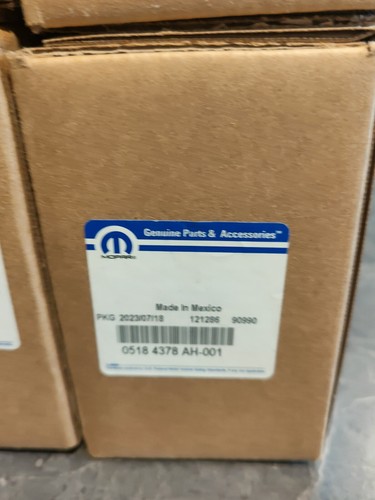 Genuine Parts & Accessories™
MOPAR®
Made In Mexico
PKG 2023/07/18 121286 90990
0518 4378 AH-001